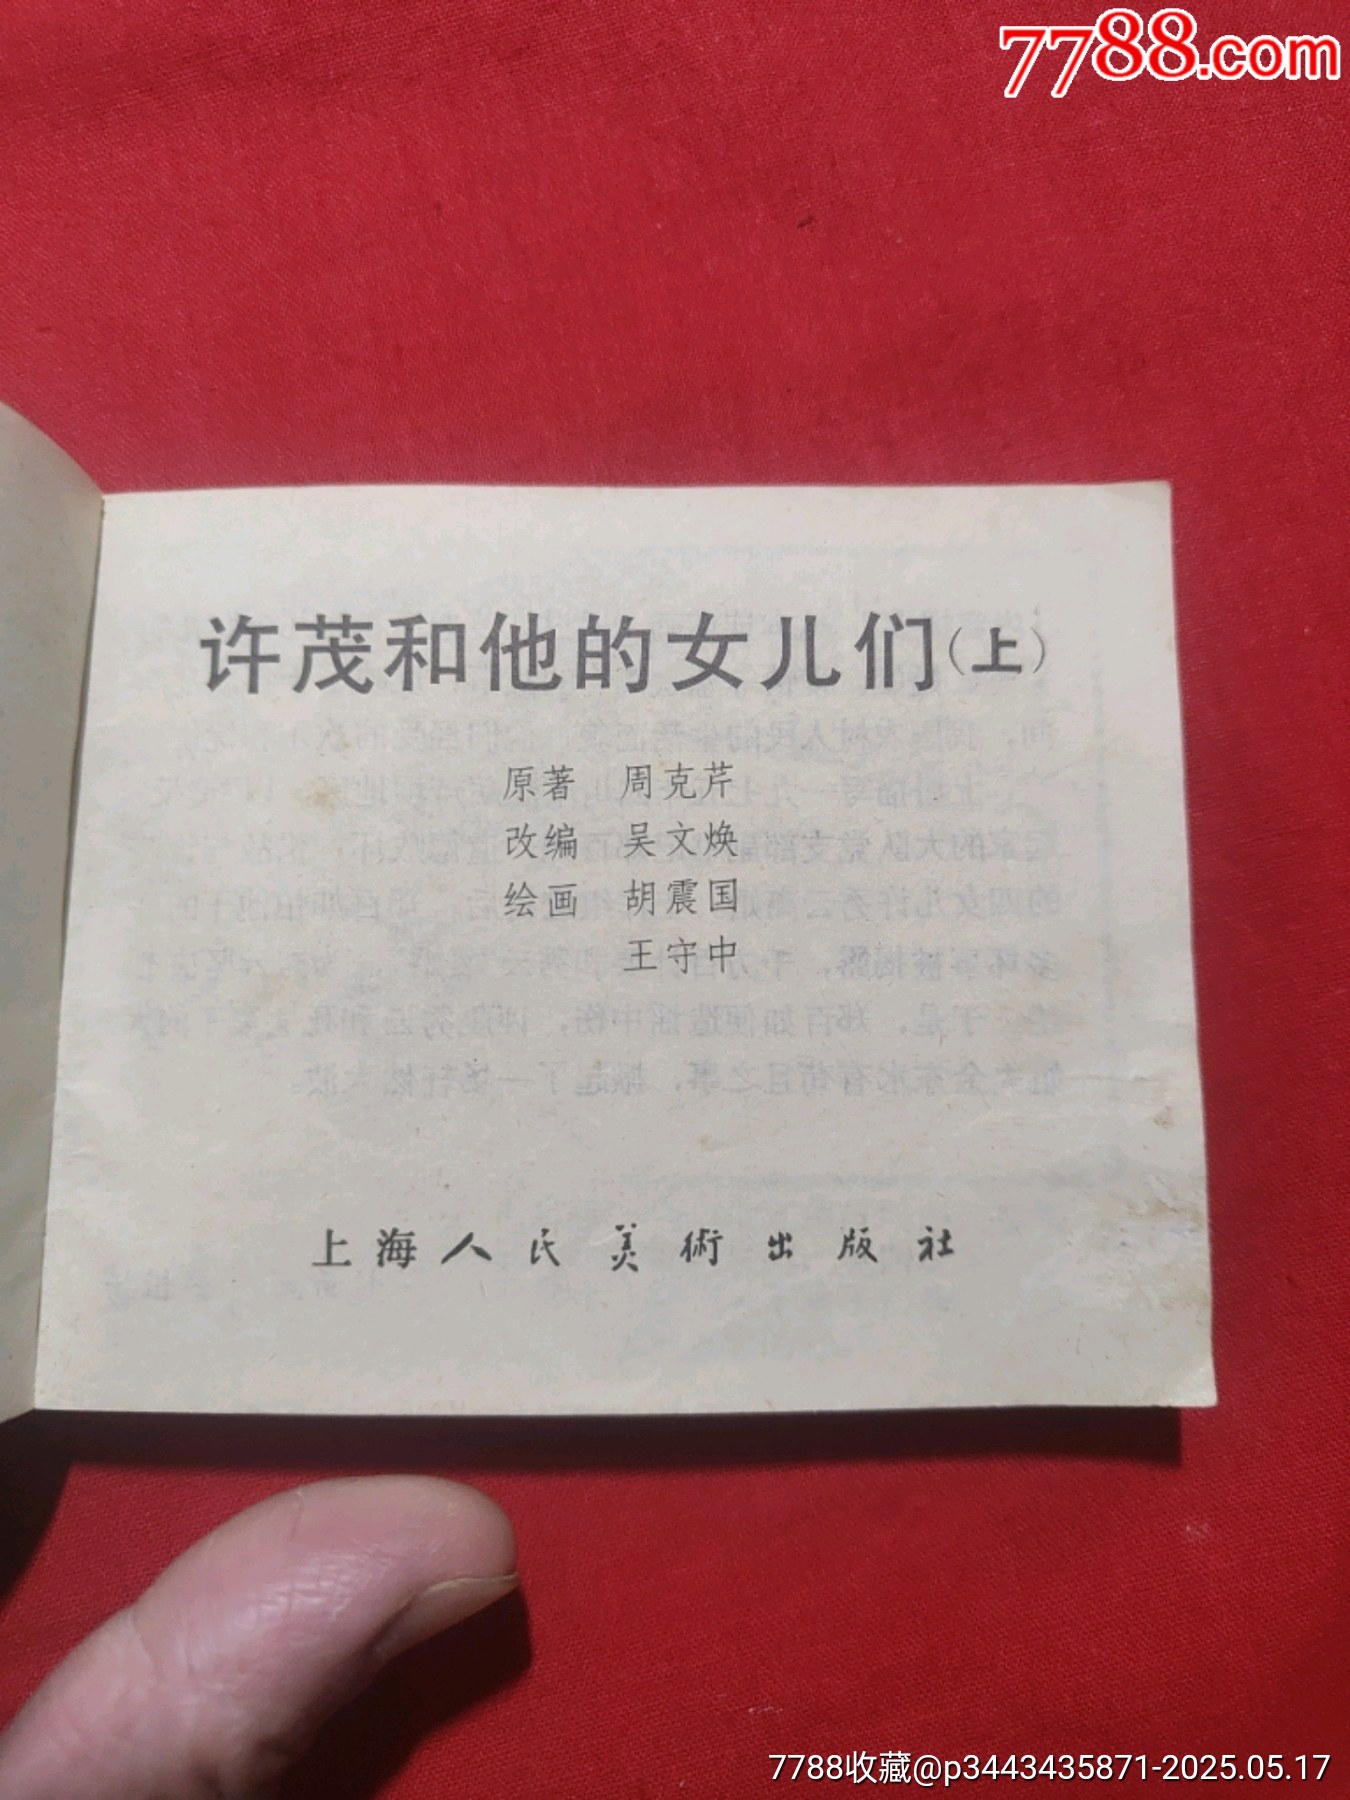 7788.com
许茂和他的女儿们(上)
原著 周克芹
改编 吴文焕
绘画 胡震国
王守中
上海人民美術出版社
7788收藏@p3443435871-2025.05.17